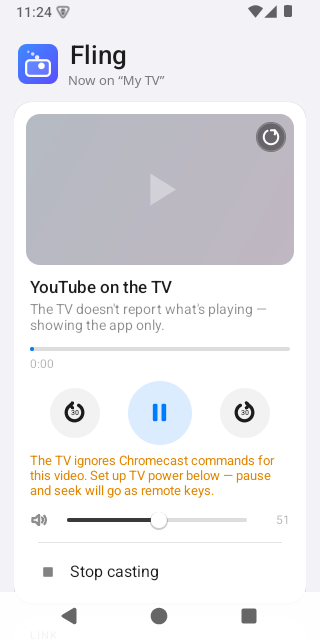 11:24
Fling
Now on “My TV”
YouTube on the TV
The TV doesn't report what's playing —
showing the app only.
0:00
30
30
The TV ignores Chromecast commands for
this video. Set up TV power below — pause
and seek will go as remote keys.
51
Stop casting
LINK